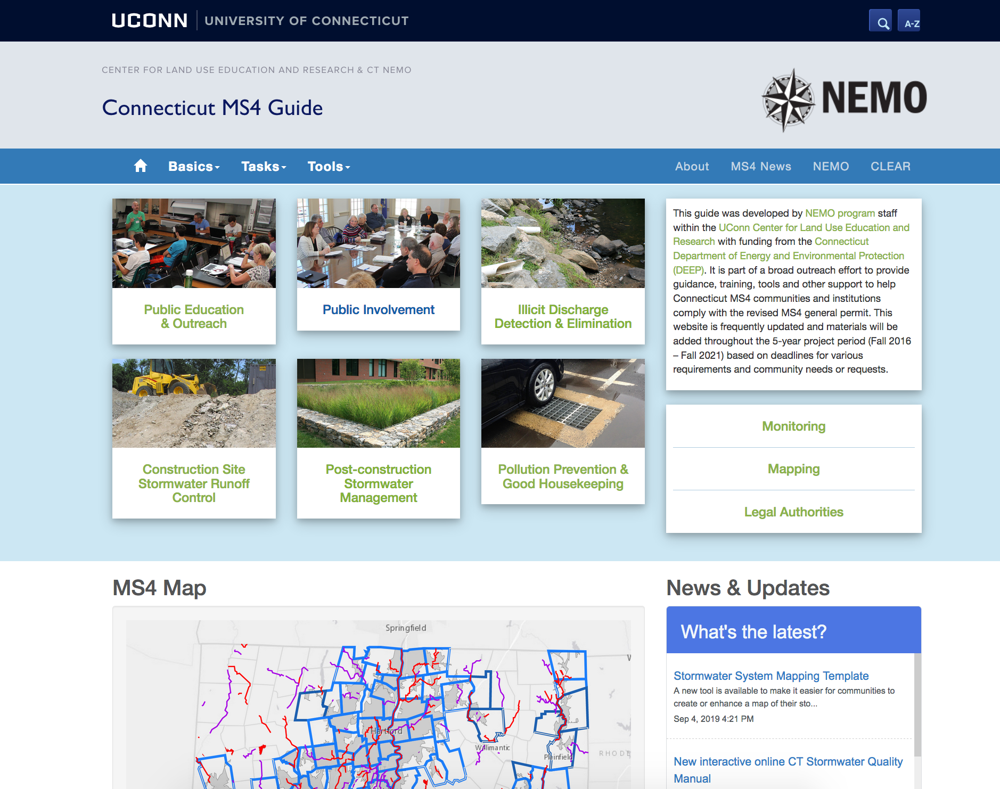 UCONN | UNIVERSITY OF CONNECTICUT
A-Z
CENTER FOR LAND USE EDUCATION AND RESEARCH & CT NEMO
Connecticut MS4 Guide
NEMO
Basics Tasks Tools About MS4 News NEMO CLEAR
Public Education
& Outreach
Public Involvement
Illicit Discharge
Detection & Elimination
This guide was developed by NEMO program staff
within the UConn Center for Land Use Education and
Research with funding from the Connecticut
Department of Energy and Environmental Protection
(DEEP). It is part of a broad outreach effort to provide
guidance, training, tools and other support to help
Connecticut MS4 communities and institutions
comply with the revised MS4 general permit. This
website is frequently updated and materials will be
added throughout the 5-year project period (Fall 2016
– Fall 2021) based on deadlines for various
requirements and community needs or requests.
Construction Site
Stormwater Runoff
Control
Post-construction
Stormwater
Management
Pollution Prevention &
Good Housekeeping
Monitoring
Mapping
Legal Authorities
MS4 Map
Springfield
Hartford
Willimantic
Plainfield
RHODE
News & Updates
What's the latest?
Stormwater System Mapping Template
A new tool is available to make it easier for communities to
create or enhance a map of their sto...
Sep 4, 2019 4:21 PM
New interactive online CT Stormwater Quality
Manual